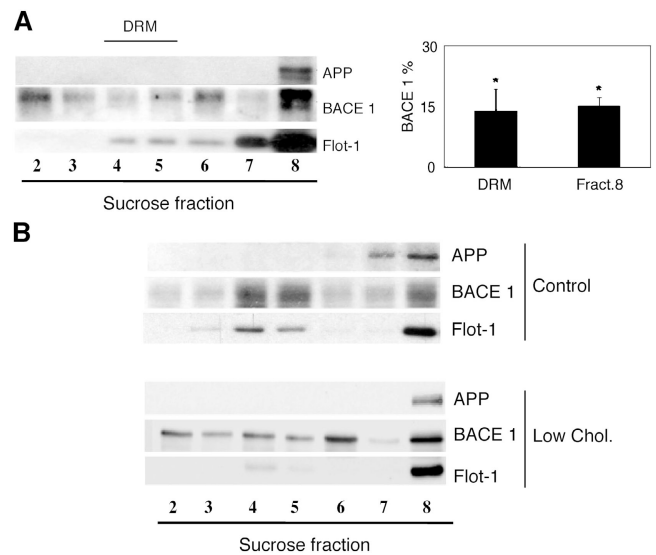 A
DRM
APP
BACE 1
Flot-1
2 3 4 5 6 7 8
Sucrose fraction
BACE 1 %
30
15
0
* *
DRM Fract.8
B
APP
BACE 1
Flot-1
Control
APP
BACE 1
Flot-1
Low Chol.
2 3 4 5 6 7 8
Sucrose fraction